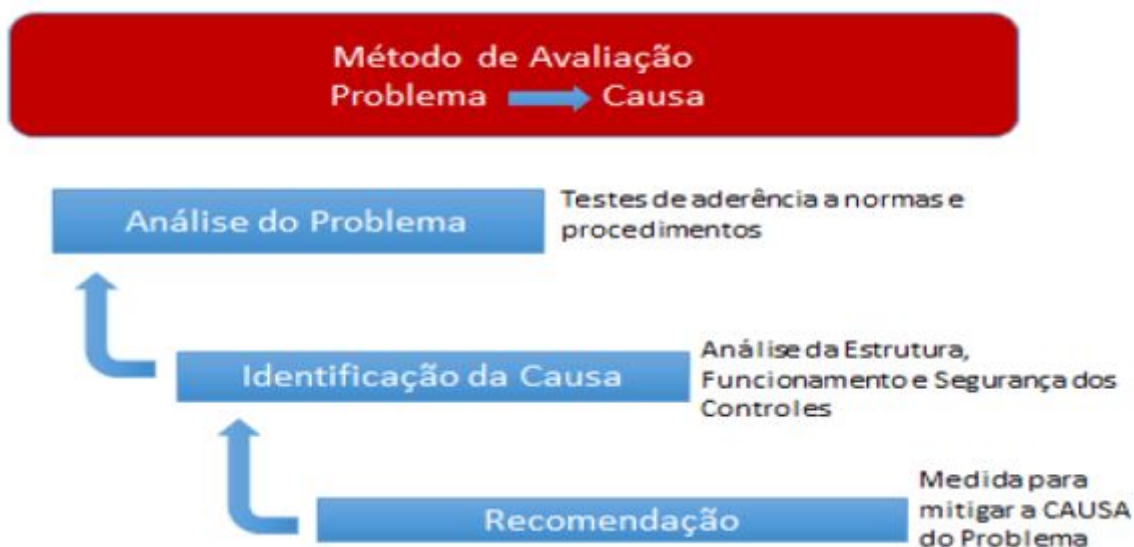 Método de Avaliação
Problema Causa
Análise do Problema
Testes de aderência a normas e
procedimentos
Identificação da Causa
Análise da Estrutura,
Funcionamento e Segurança dos
Controles
Recomendação
Medida para
mitigar a CAUSA
do Problema